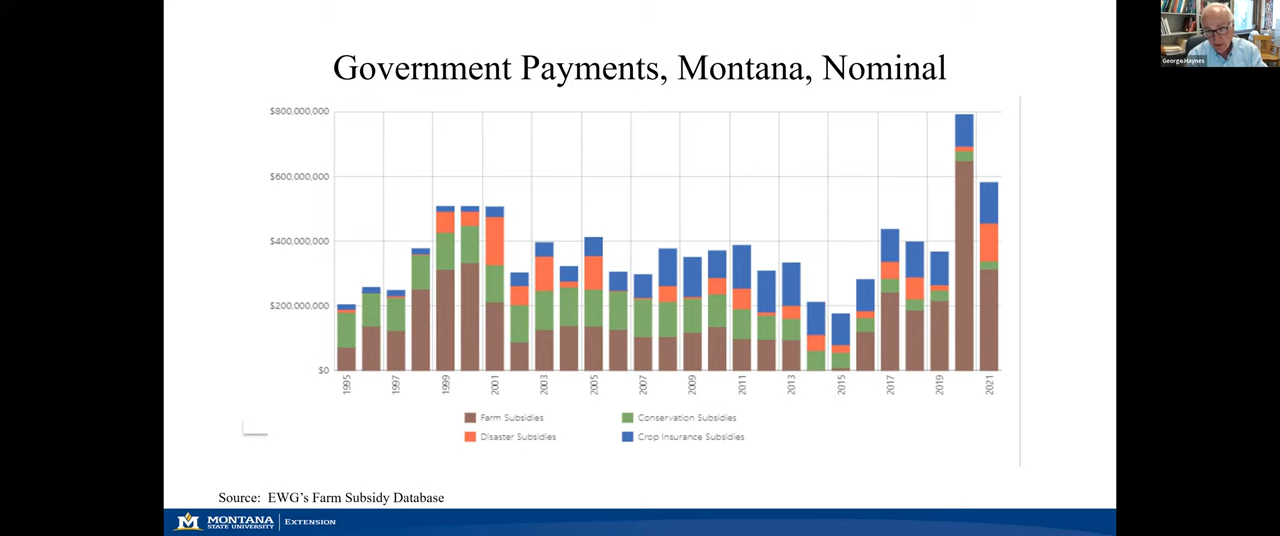 Government Payments, Montana, Nominal
George Haynes
$800,000,000
$600,000,000
$400,000,000
$200,000,000
$0
1995 1997 1999 2001 2003 2005 2007 2009 2011 2013 2015 2017 2019 2021
Farm Subsidies Conservation Subsidies
Disaster Subsidies Crop Insurance Subsidies
Source: EWG's Farm Subsidy Database
M MONTANA
STATE UNIVERSITY EXTENSION